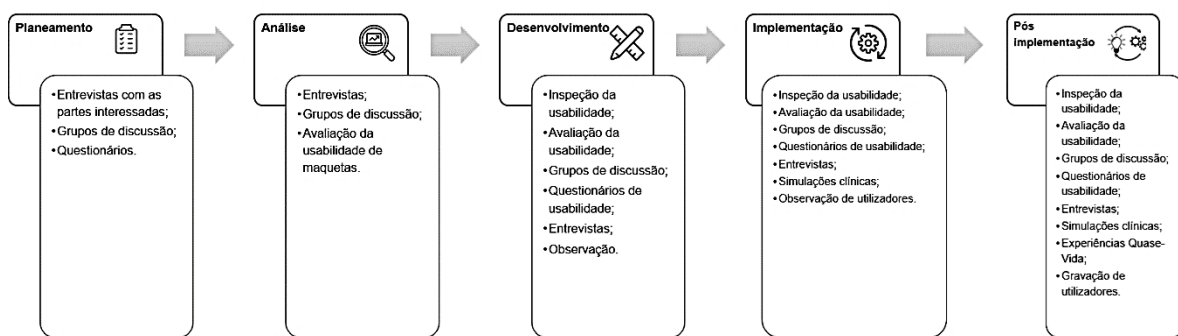 Planeamento
•Entrevistas com as
partes interessadas;
•Grupos de discussão;
•Questionários.
Análise
•Entrevistas;
•Grupos de discussão;
•Avaliação da
usabilidade de
maquetas.
Desenvolvimento
•Inspeção da
usabilidade;
•Avaliação da
usabilidade;
•Grupos de discussão;
•Questionários de
usabilidade;
•Entrevistas;
•Observação.
Implementação
•Inspeção da usabilidade;
•Avaliação da usabilidade;
•Grupos de discussão;
•Questionários de usabilidade;
•Entrevistas;
•Simulações clínicas;
•Observação de utilizadores.
Pós
implementação
•Inspeção da
usabilidade;
•Avaliação da
usabilidade;
•Grupos de discussão;
•Questionários de
usabilidade;
•Entrevistas;
•Simulações clínicas;
•Experiências Quase-
Vida;
•Gravação de
utilizadores.